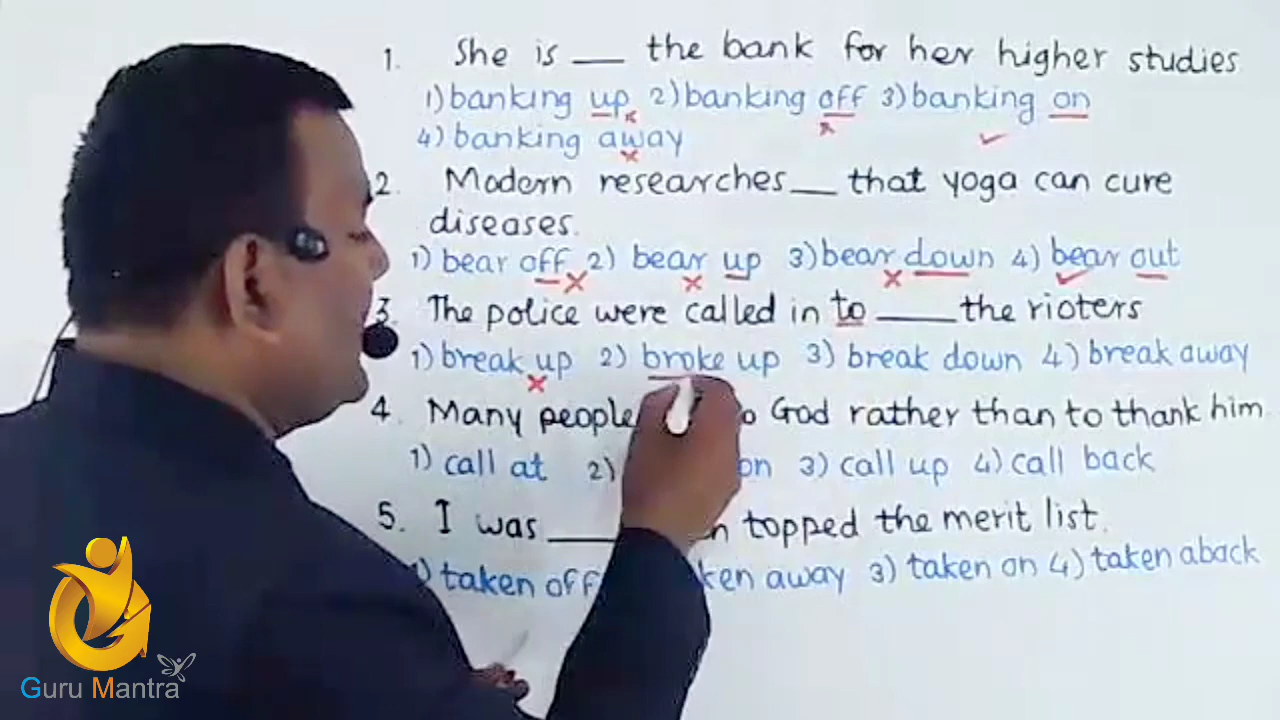 1. She is ___ the bank for her higher studies
1) banking up 2) banking off 3) banking on
4) banking away
2. Modern researches ___ that yoga can cure
diseases.
1) bear off 2) bear up 3) bear down 4) bear out
3. The police were called in to ____ the rioters
1) break up 2) broke up 3) break down 4) break away
4. Many people God rather than to thank him
1) call at 2) on 3) call up 4) call back
5. I was ____ topped the merit list.
taken off away 3) taken on 4) taken aback
Guru Mantra